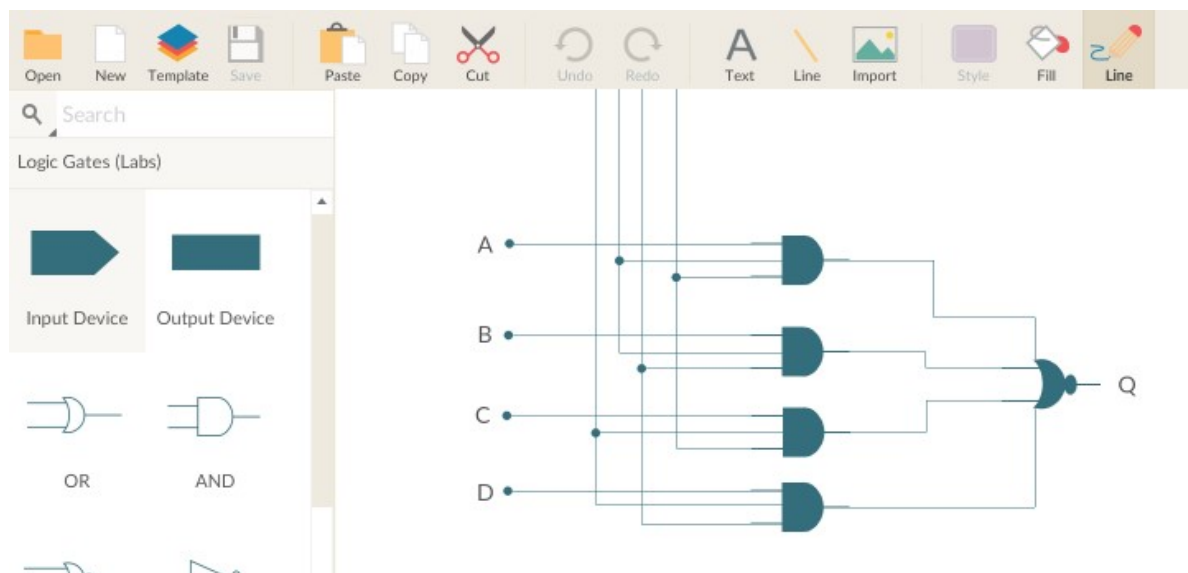 Open New Template Save Paste Copy Cut Undo Redo Text Line Import Style Fill Line
Search
Logic Gates (Labs)
Input Device Output Device
OR AND
A
B
C
D
Q